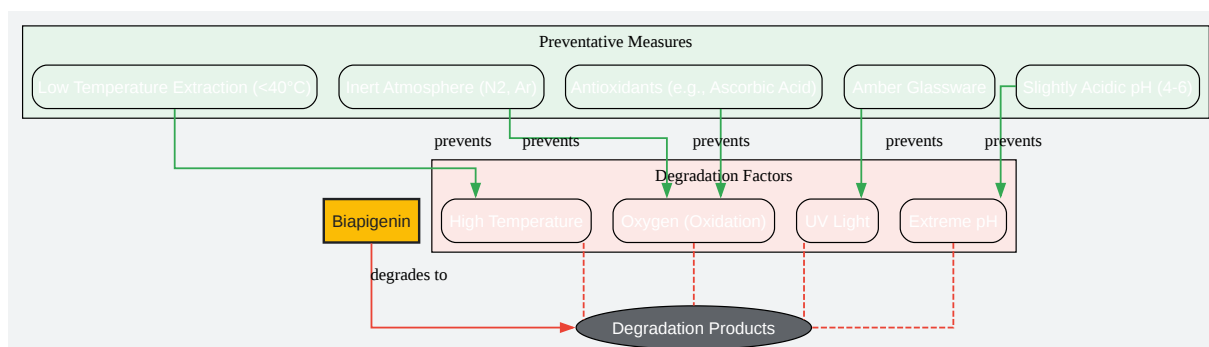 Preventative Measures
Low Temperature Extraction (<40°C)
Inert Atmosphere (N2, Ar)
Antioxidants (e.g., Ascorbic Acid)
Amber Glassware
Slightly Acidic pH (4-6)
prevents
prevents
prevents
prevents
prevents
Degradation Factors
Biapigenin
High Temperature
Oxygen (Oxidation)
UV Light
Extreme pH
degrades to
Degradation Products